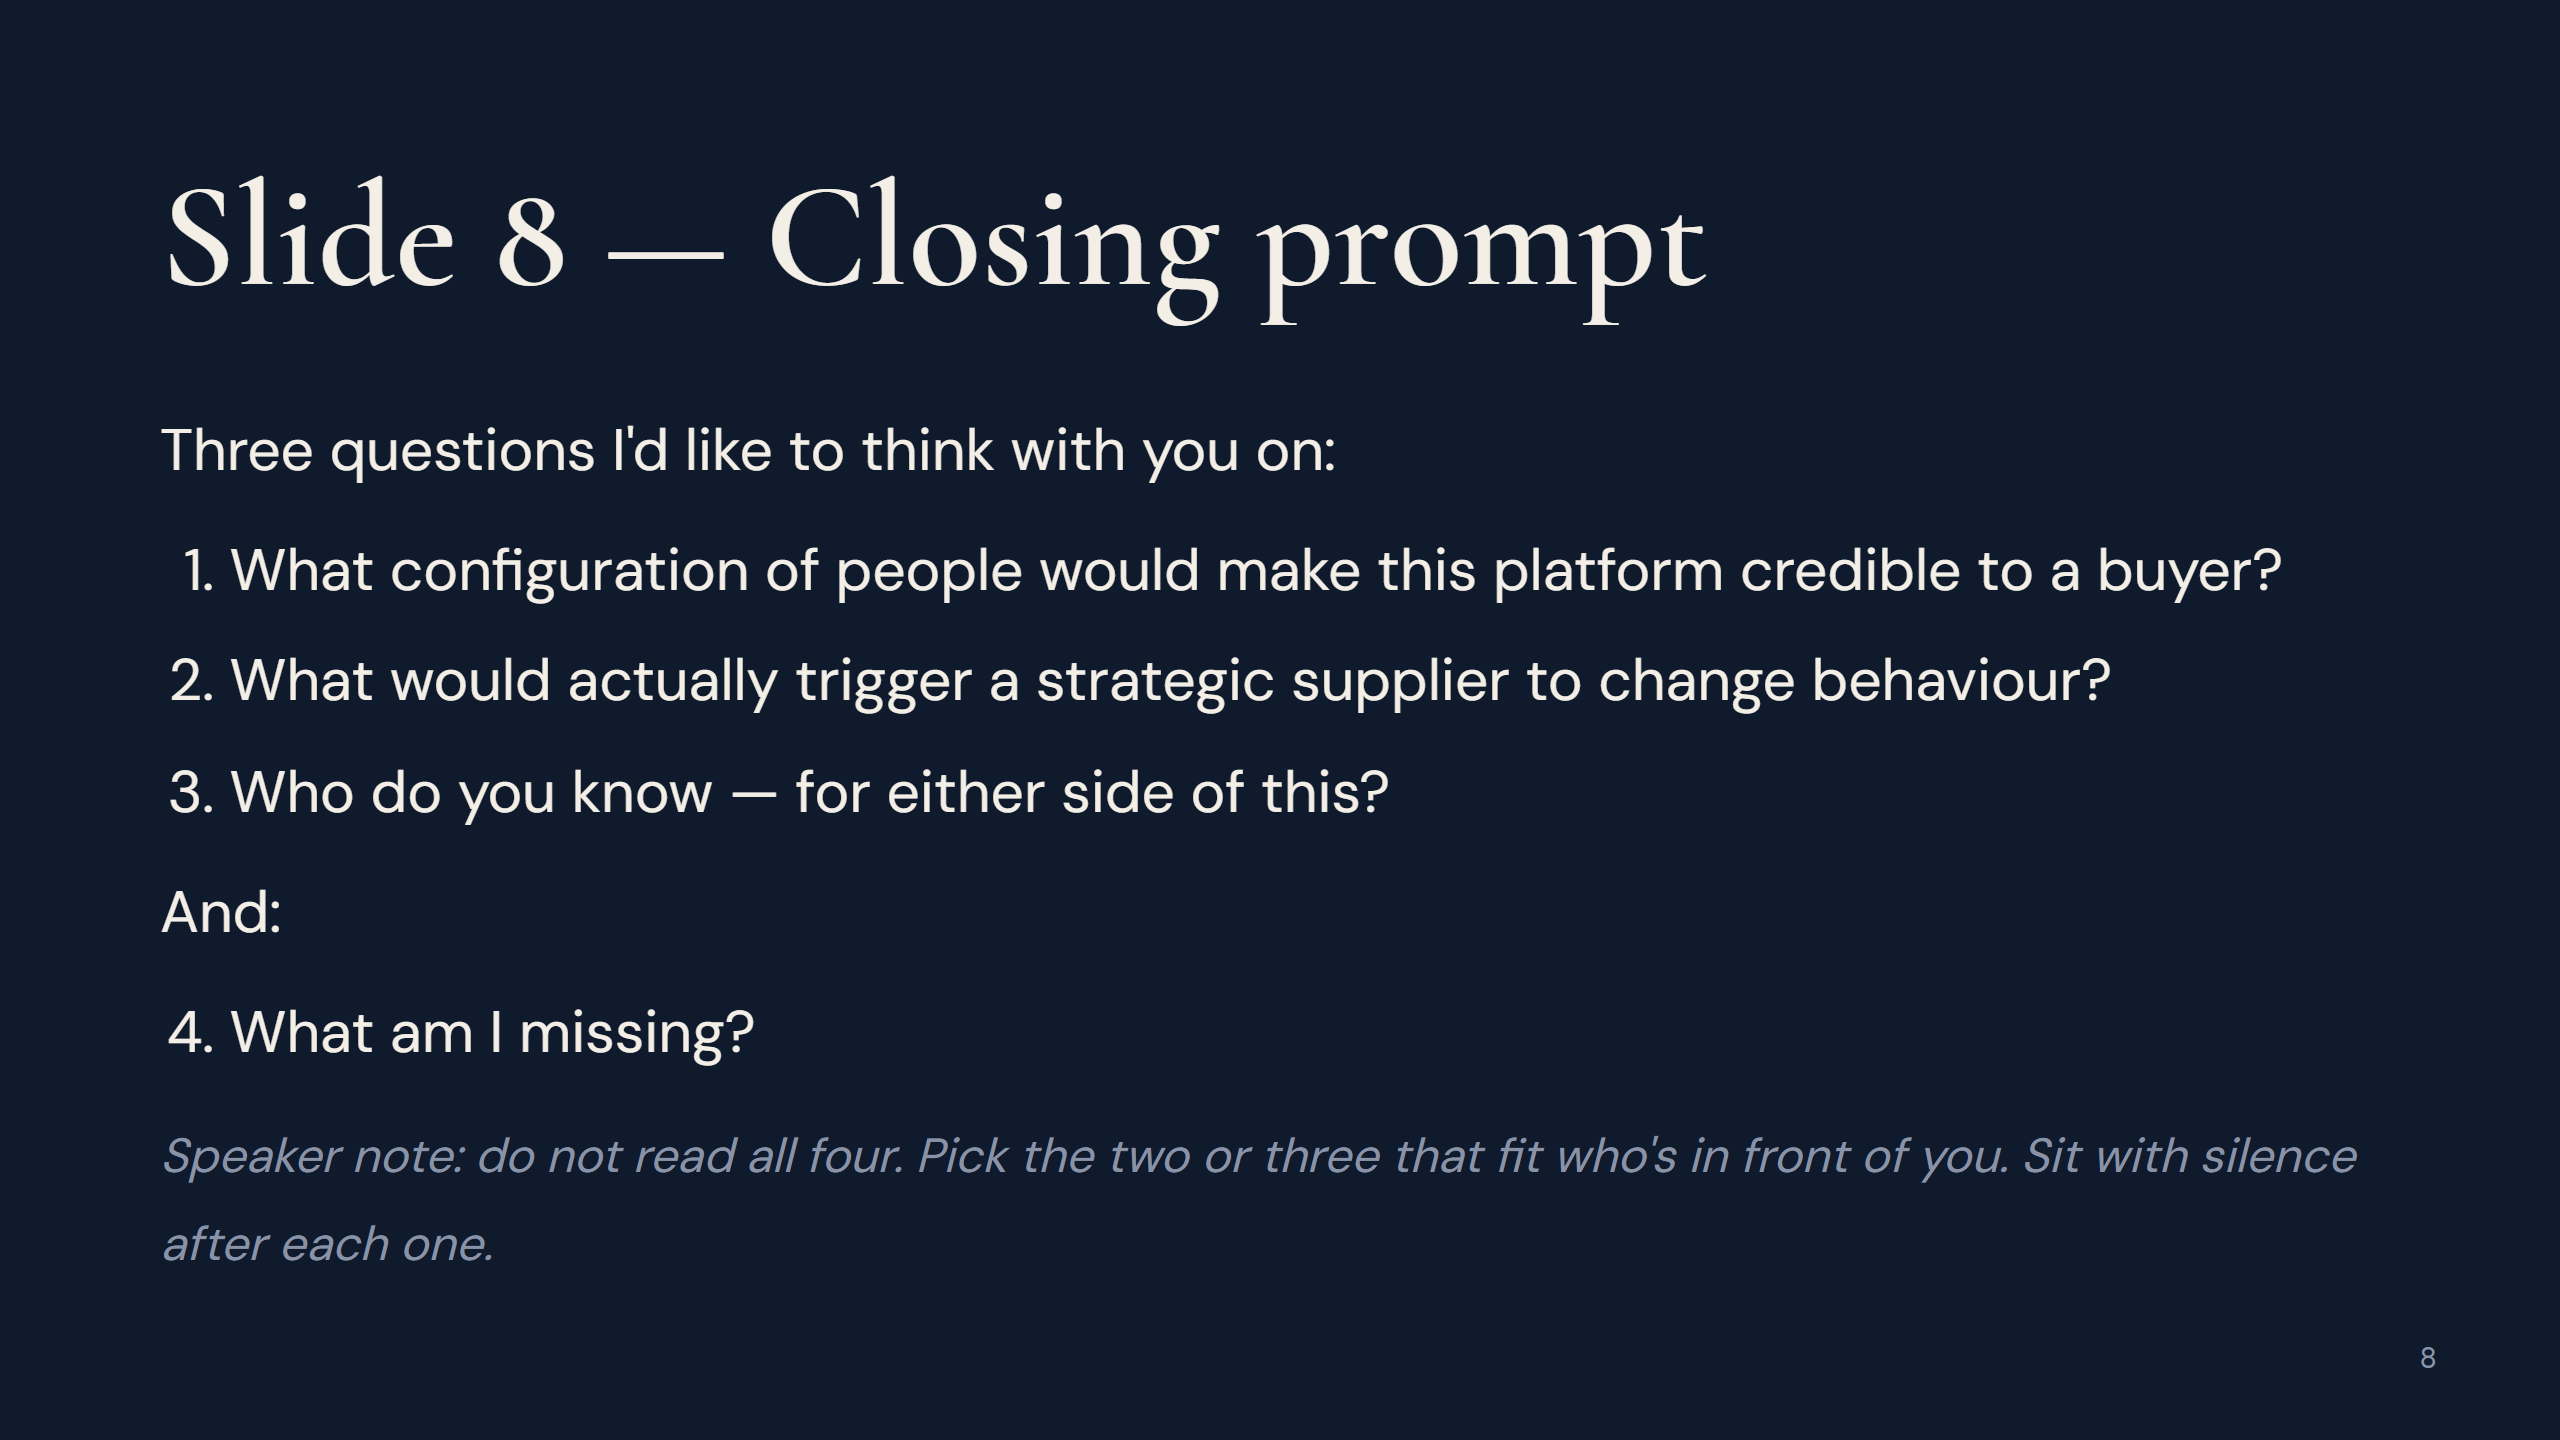 Slide 8 — Closing prompt
Three questions I'd like to think with you on:
1. What configuration of people would make this platform credible to a buyer?
2. What would actually trigger a strategic supplier to change behaviour?
3. Who do you know — for either side of this?
And:
4. What am I missing?
Speaker note: do not read all four. Pick the two or three that fit who's in front of you. Sit with silence
after each one.
8